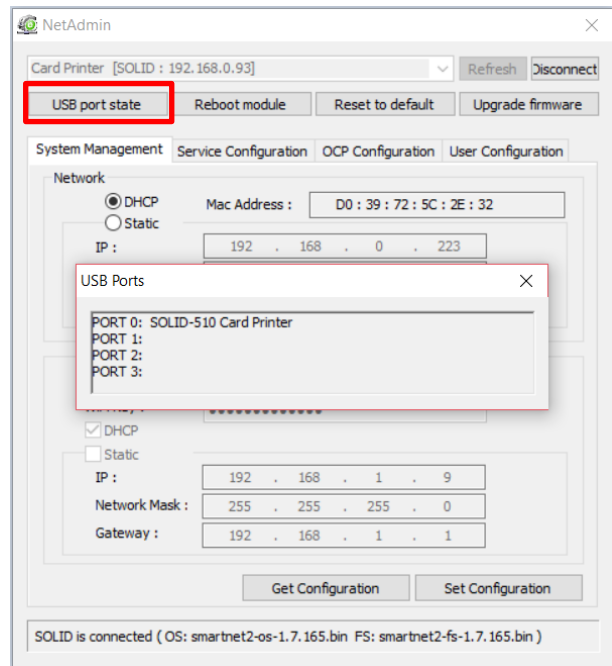 NetAdmin
Card Printer [SOLID : 192.168.0.93] Refresh Disconnect
USB port state Reboot module Reset to default Upgrade firmware
System Management Service Configuration OCP Configuration User Configuration
Network
DHCP Mac Address : D0 : 39 : 72 : 5C : 2E : 32
Static
IP : 192 . 168 . 0 . 223
USB Ports
PORT 0: SOLID-510 Card Printer
PORT 1:
PORT 2:
PORT 3:
DHCP
Static
IP : 192 . 168 . 1 . 9
Network Mask : 255 . 255 . 255 . 0
Gateway : 192 . 168 . 1 . 1
Get Configuration Set Configuration
SOLID is connected ( OS: smartnet2-os-1.7.165.bin FS: smartnet2-fs-1.7.165.bin )